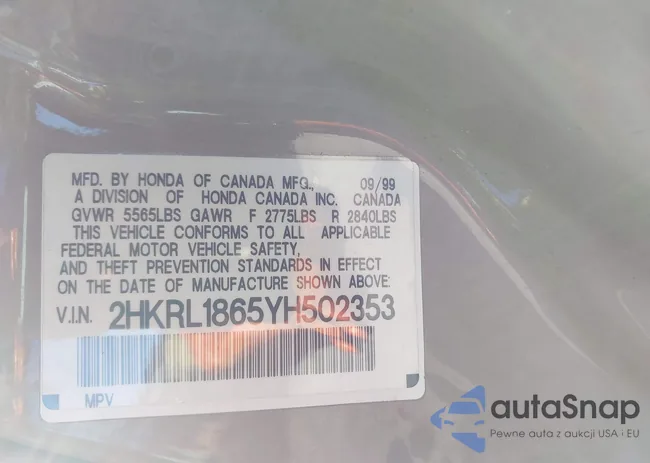 MFD. BY HONDA OF CANADA MFG., 09/99
A DIVISION OF HONDA CANADA INC. CANADA
GVWR 5565LBS GAWR F 2775LBS R 2840LBS
THIS VEHICLE CONFORMS TO ALL APPLICABLE
FEDERAL MOTOR VEHICLE SAFETY,
AND THEFT PREVENTION STANDARDS IN EFFECT
ON THE DATE OF MANUFACTURE SHOWN ABOVE:
V.I.N. 2HKRL1865YH502353
MPV
autaSnap
Pewne auta z aukcji USA i EU